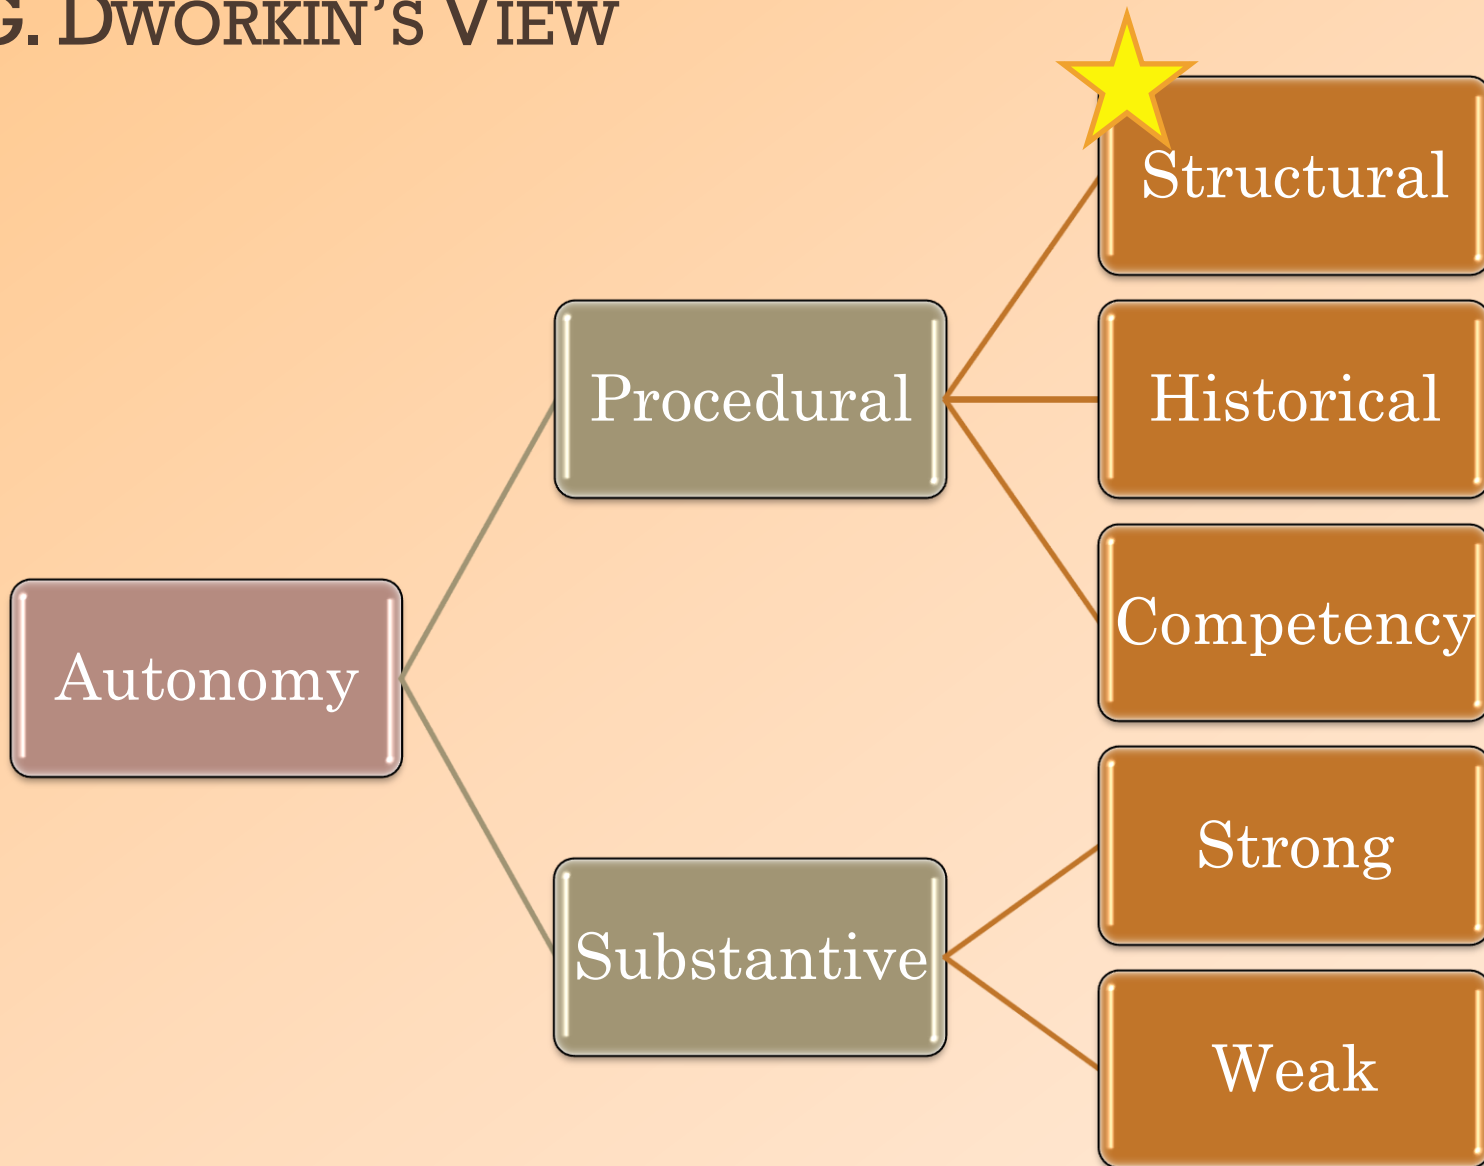 G. DWORKIN'S VIEW
Structural
Procedural
Historical
Competency
Autonomy
Strong
Substantive
Weak